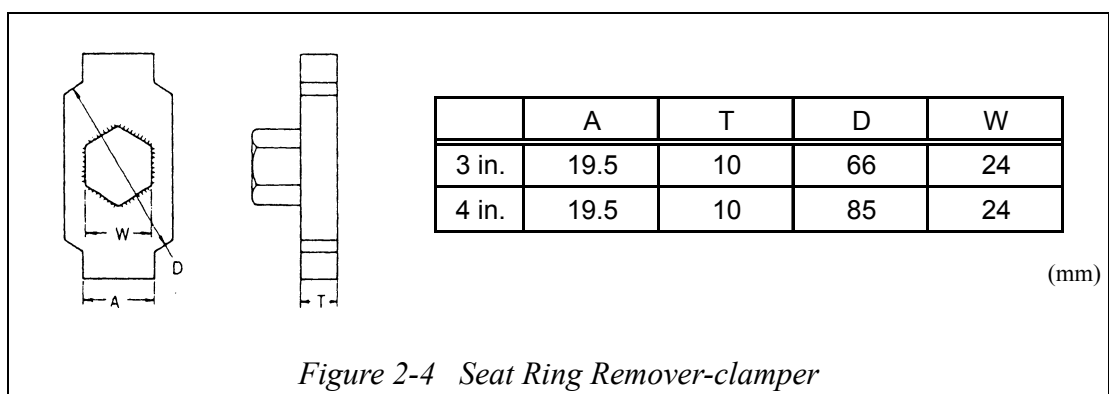 W
D
A
T
A T D W
3 in. 19.5 10 66 24
4 in. 19.5 10 85 24
(mm)
Figure 2-4 Seat Ring Remover-clamper